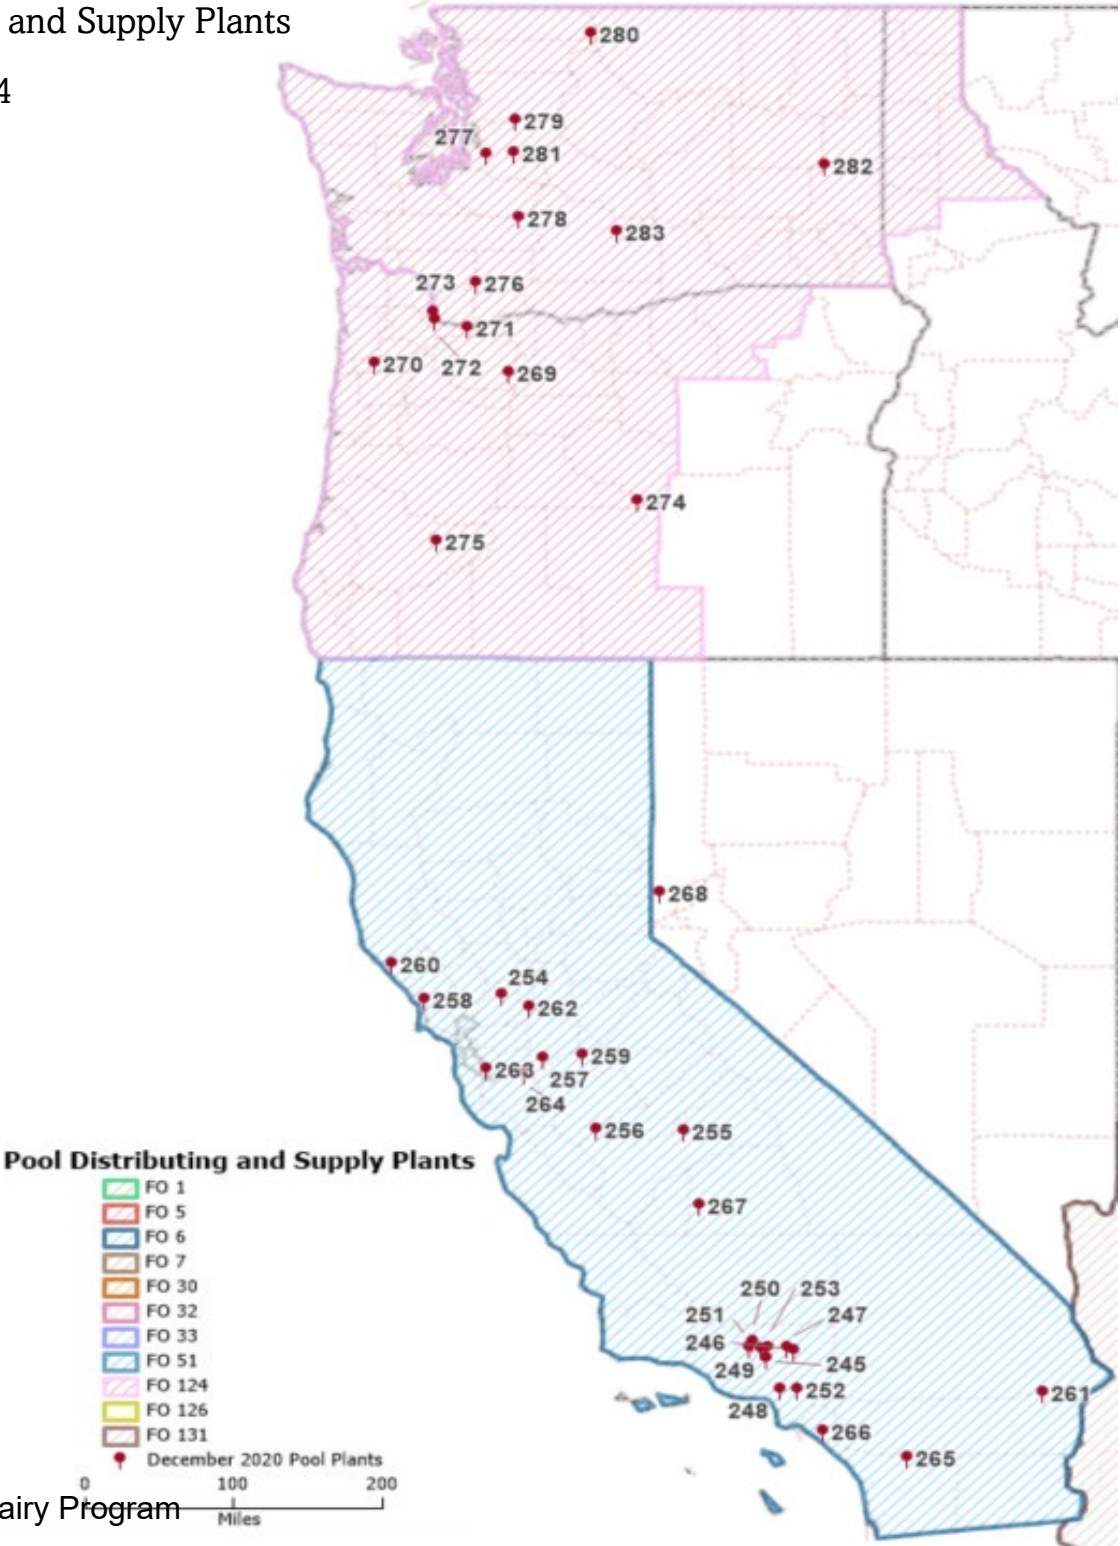 and Supply Plants
4
280
279
277
281
282
278
283
273
276
271
270
272
269
274
275
268
260
254
258
262
259
263
257
264
256
255
Pool Distributing and Supply Plants
FO 1
FO 5
FO 6
267
FO 7
FO 30
250
253
FO 32
251
247
FO 33
246
FO 51
249
245
FO 124
252
261
FO 126
248
FO 131
266
December 2020 Pool Plants
265
0
100
200
airy Program
Miles